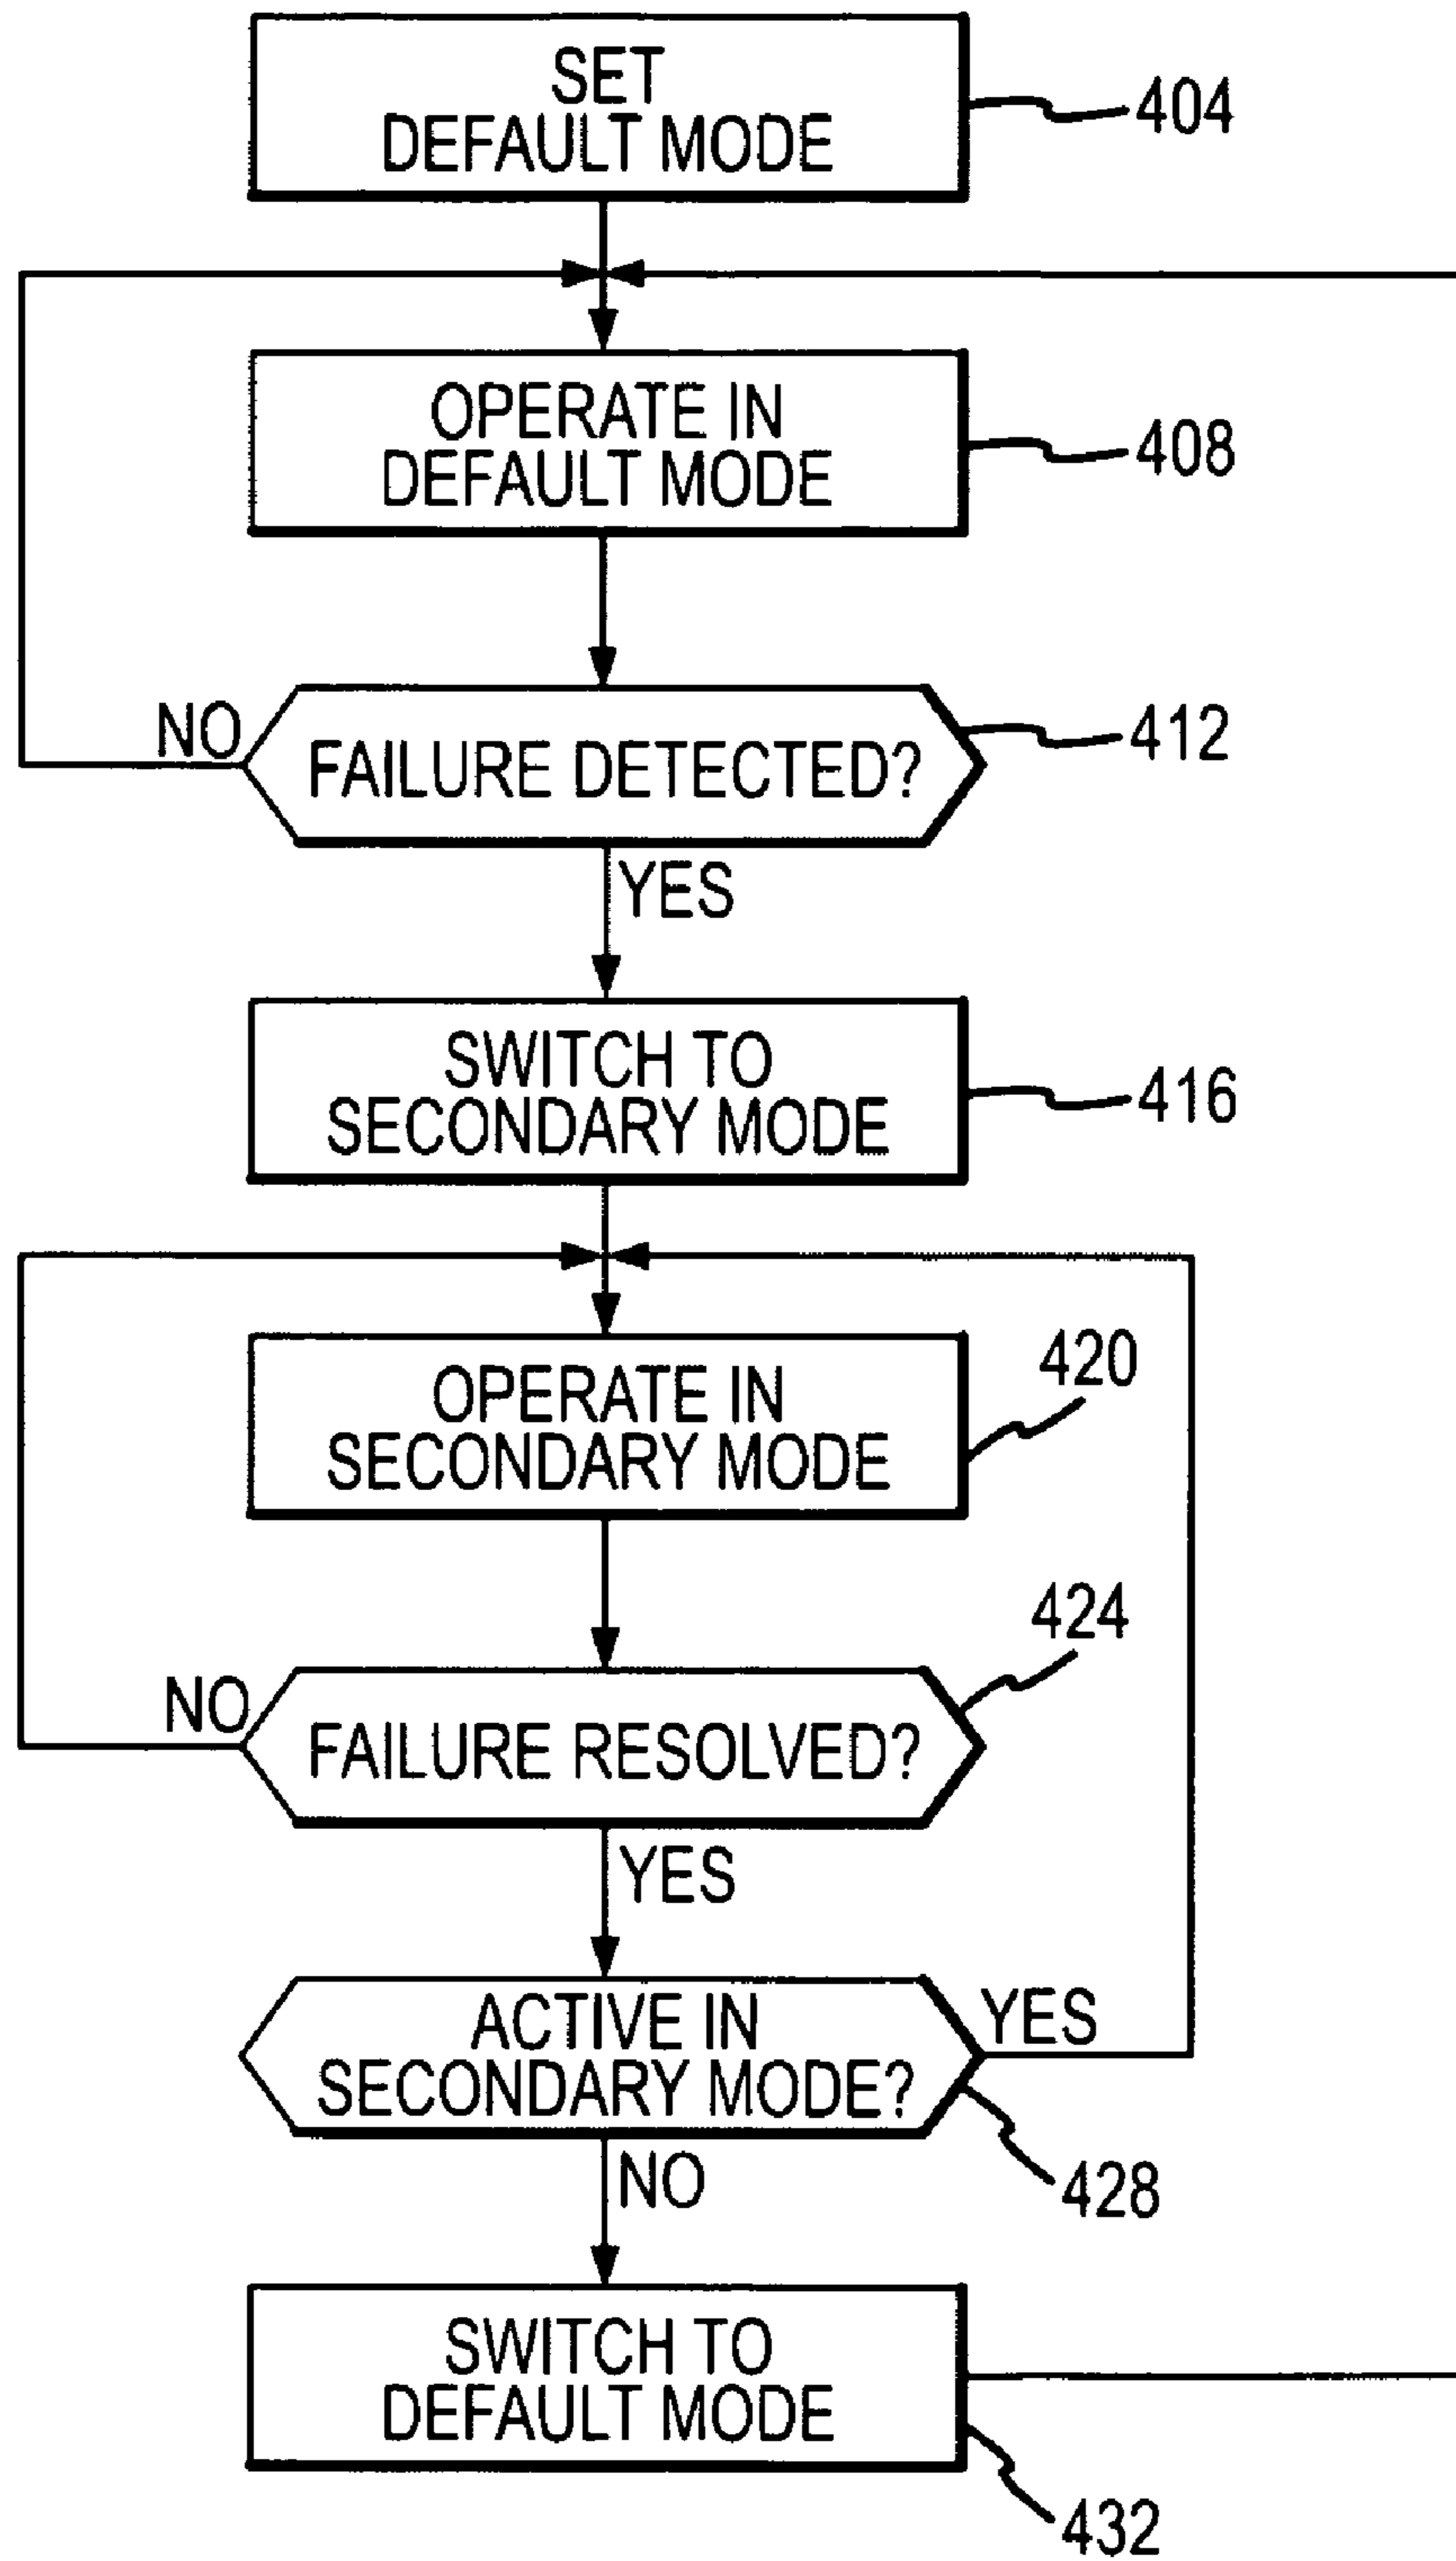 SET
DEFAULT MODE
404
OPERATE IN
DEFAULT MODE
408
NO
FAILURE DETECTED?
412
YES
SWITCH TO
SECONDARY MODE
416
OPERATE IN
SECONDARY MODE
420
424
NO
FAILURE RESOLVED?
YES
ACTIVE IN
SECONDARY MODE?
YES
428
NO
SWITCH TO
DEFAULT MODE
432